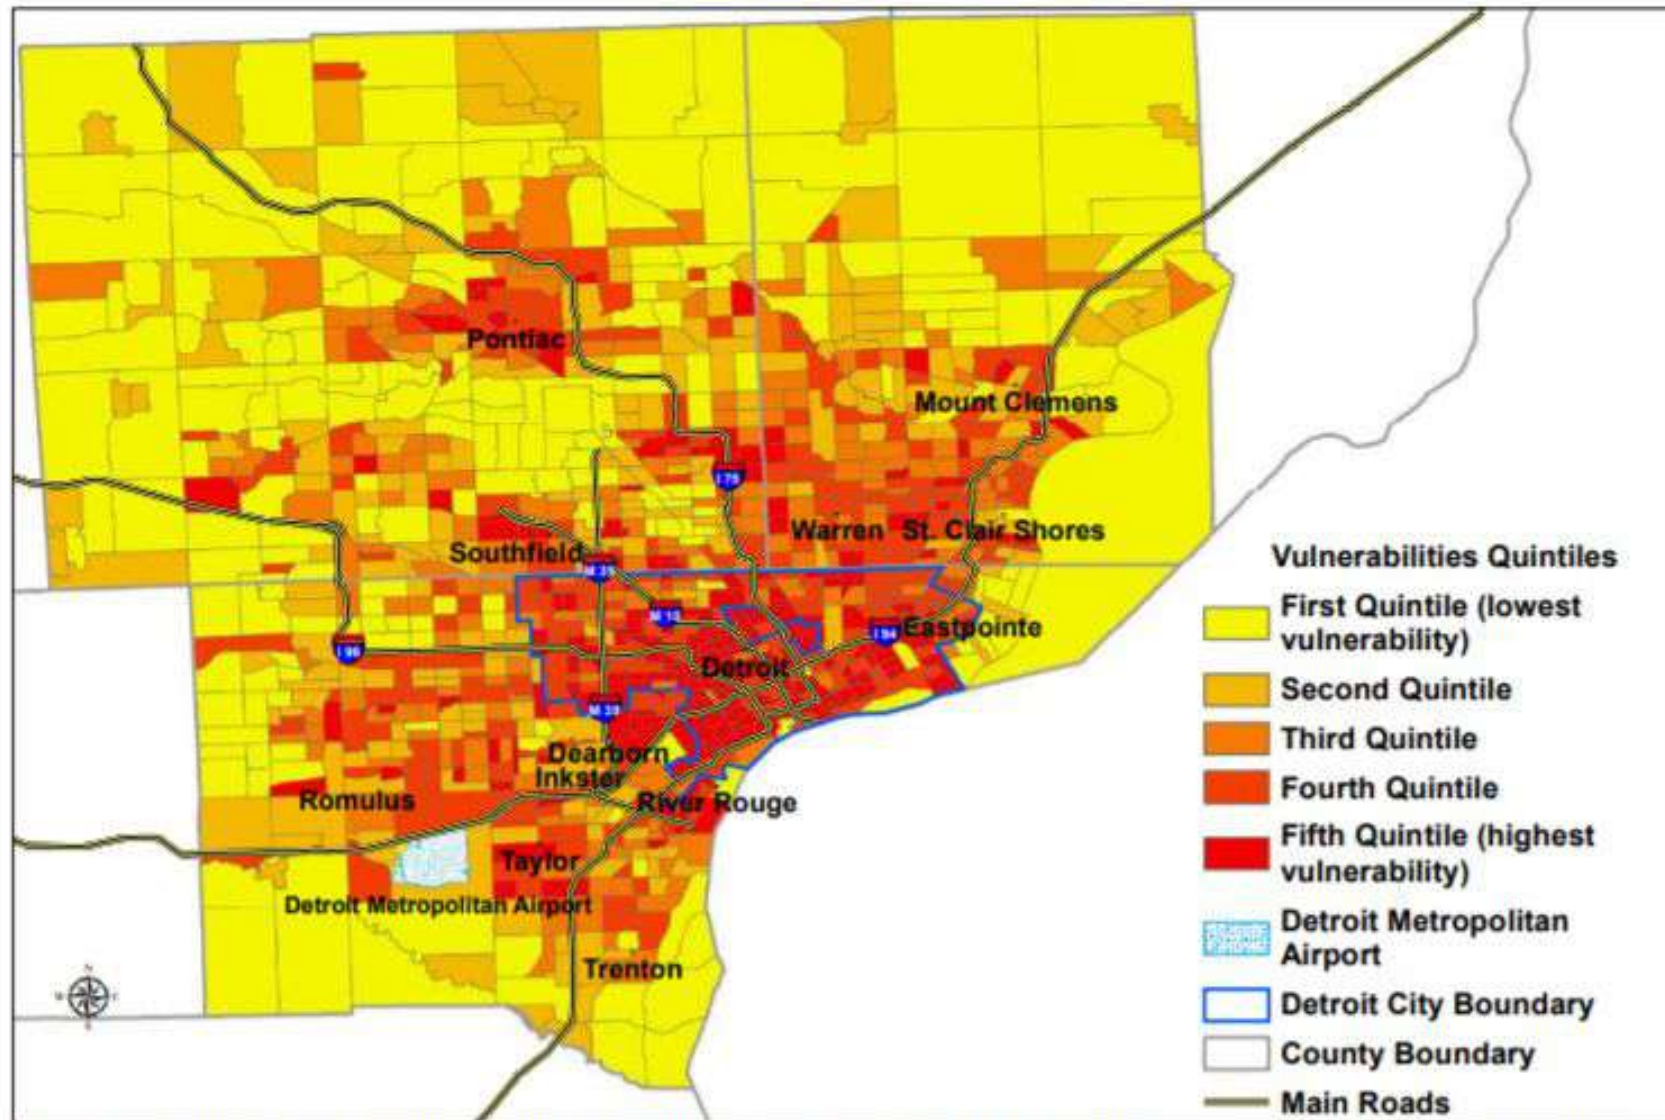 Pontiac
Mount Clemens
I 75
Warren
St. Clair Shores
Southfield
M 10
I 94
Eastpointe
I 96
Detroit
M 39
Dearborn
Inkster
Romulus
River Rouge
Taylor
Detroit Metropolitan Airport
Trenton
N
Vulnerabilities Quintiles
First Quintile (lowest
vulnerability)
Second Quintile
Third Quintile
Fourth Quintile
Fifth Quintile (highest
vulnerability)
Detroit Metropolitan
Airport
Detroit City Boundary
County Boundary
Main Roads